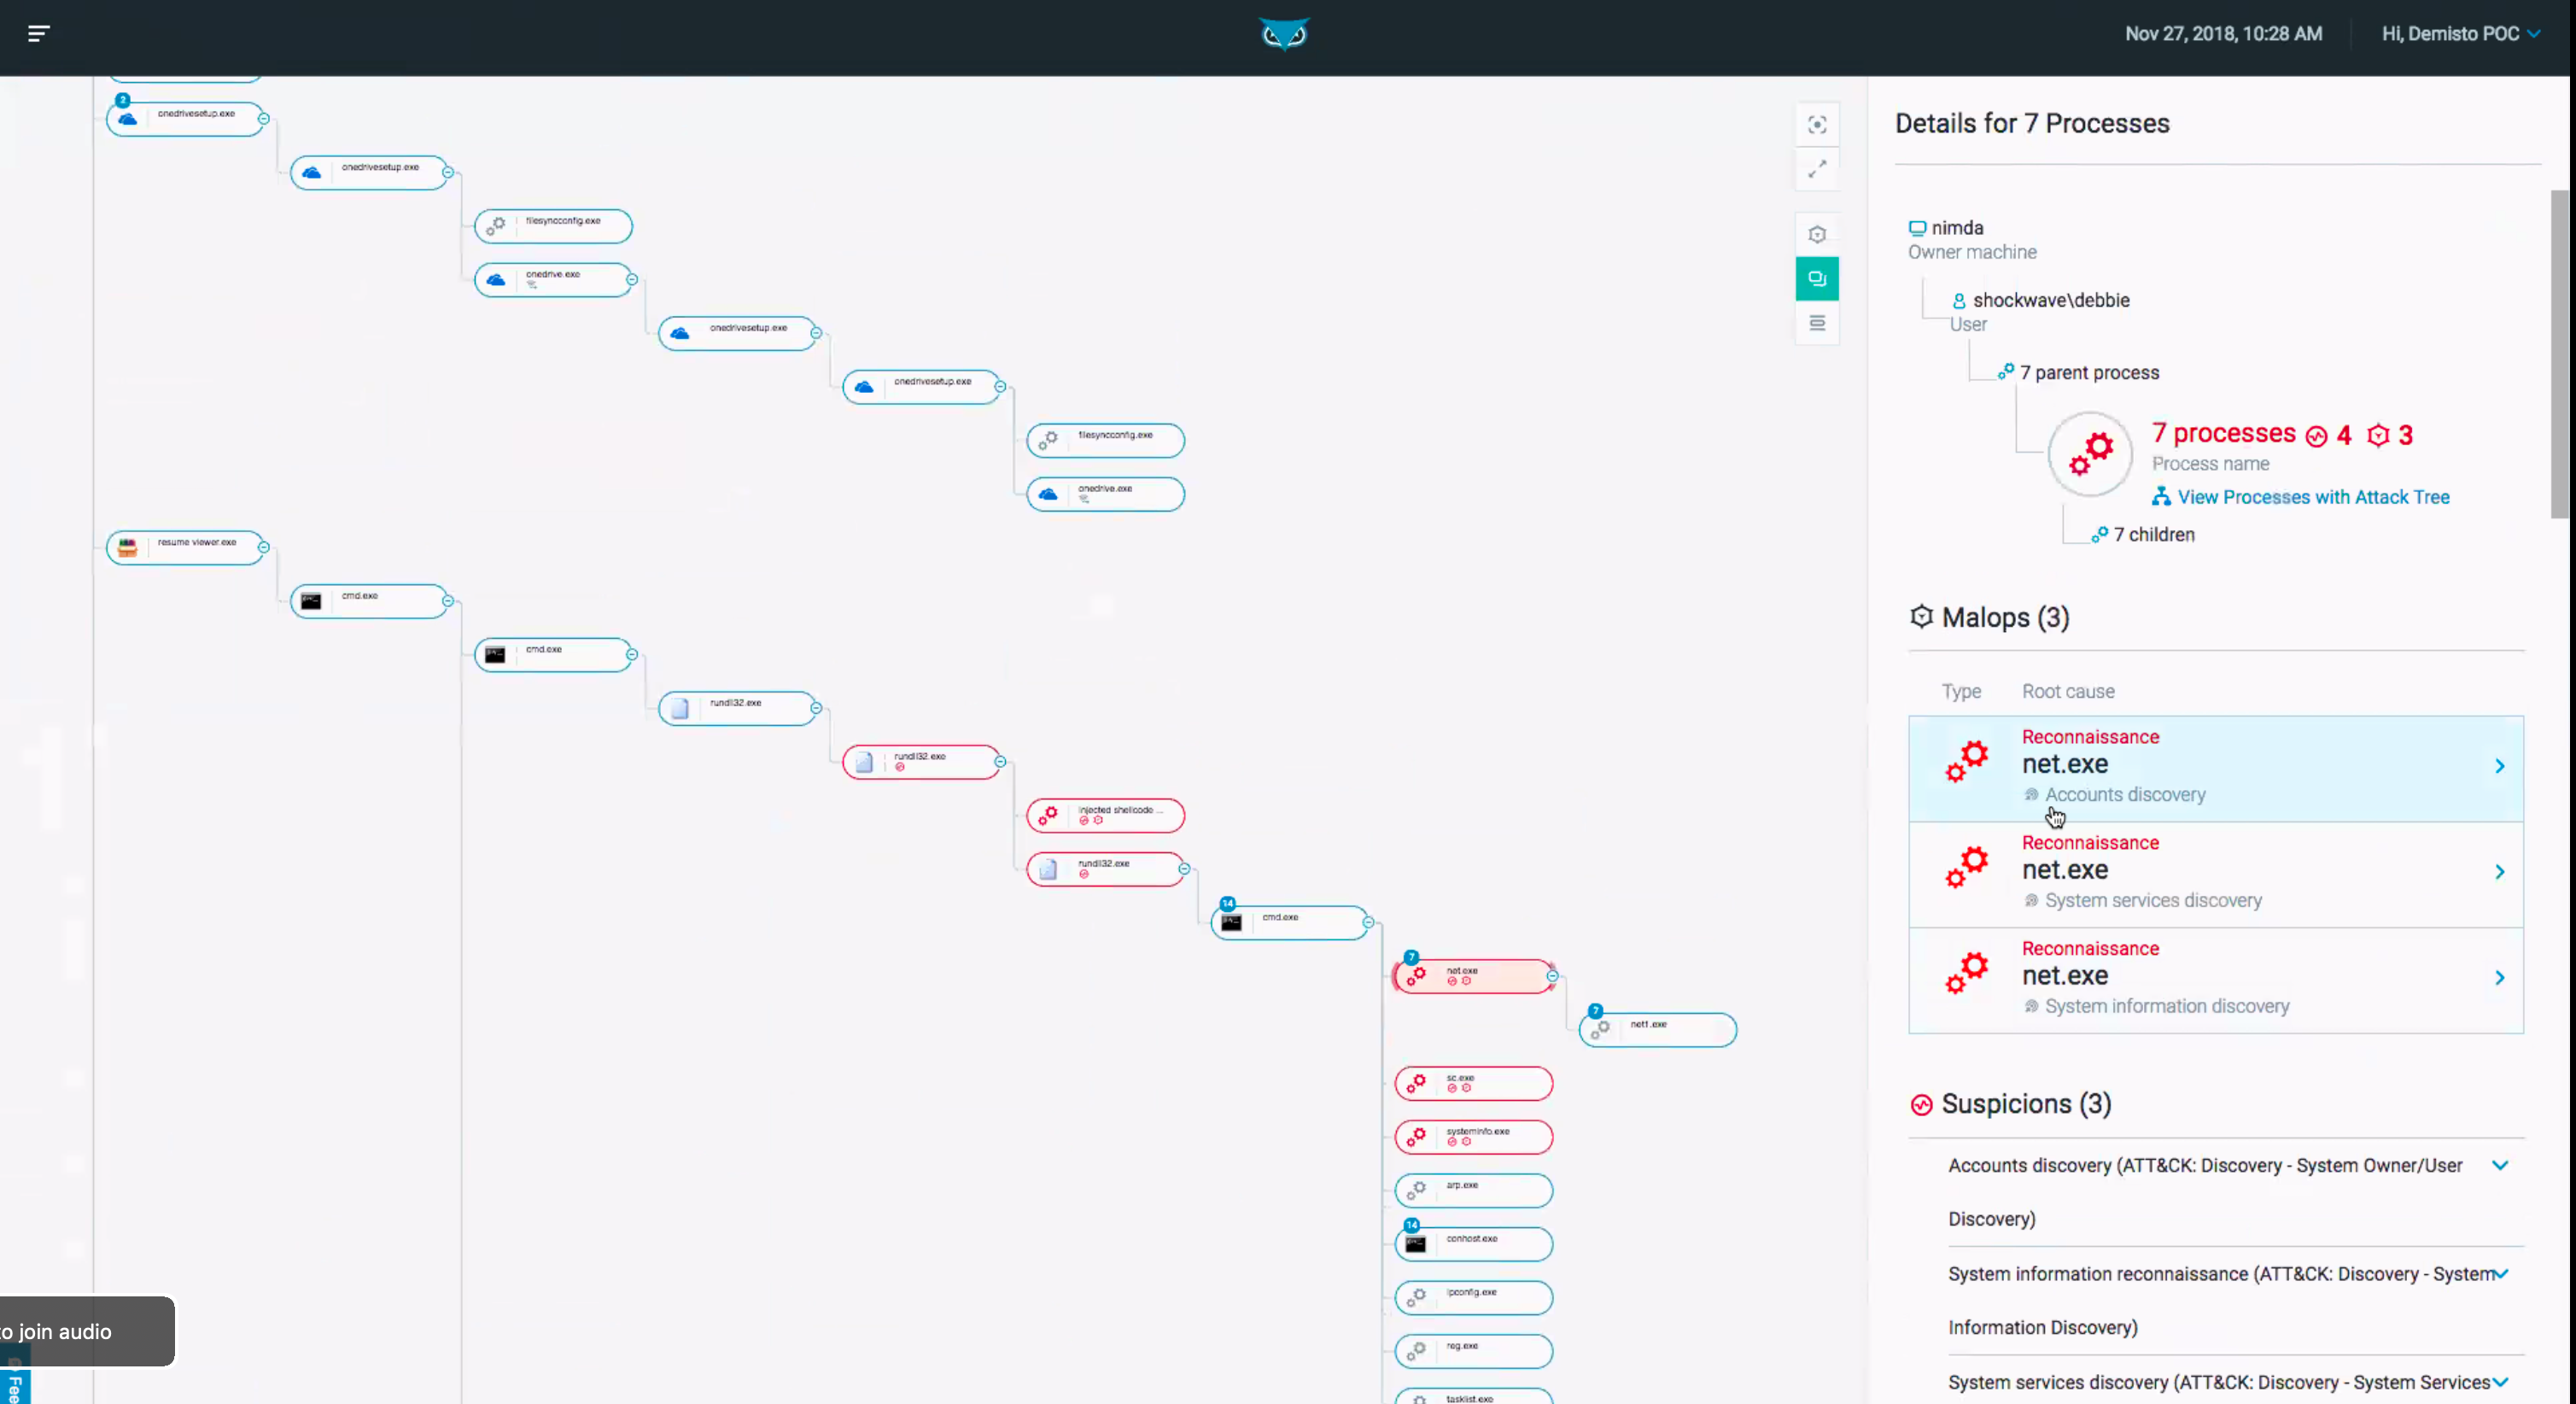 Nov 27, 2018, 10:28 AM
Hi, Demisto POC
2
onedrivesetup.exe
onedrivesetup.exe
filesyncconfig.exe
onedrive.exe
onedrivesetup.exe
onedrivesetup.exe
filesyncconfig.exe
onedrive.exe
resume viewer.exe
cmd.exe
cmd.exe
rundll32.exe
rundll32.exe
injected shellcode ...
rundll32.exe
14
cmd.exe
7
net.exe
7
net1.exe
sc.exe
systeminfo.exe
arp.exe
14
conhost.exe
ipconfig.exe
reg.exe
tasklist.exe
to join audio
Fee
Details for 7 Processes
nimda
Owner machine
shockwave\debbie
User
7 parent process
7 processes 4 3
Process name
View Processes with Attack Tree
7 children
Malops (3)
Type Root cause
Reconnaissance
net.exe
Accounts discovery
Reconnaissance
net.exe
System services discovery
Reconnaissance
net.exe
System information discovery
Suspicions (3)
Accounts discovery (ATT&CK: Discovery - System Owner/User
Discovery)
System information reconnaissance (ATT&CK: Discovery - System
Information Discovery)
System services discovery (ATT&CK: Discovery - System Services